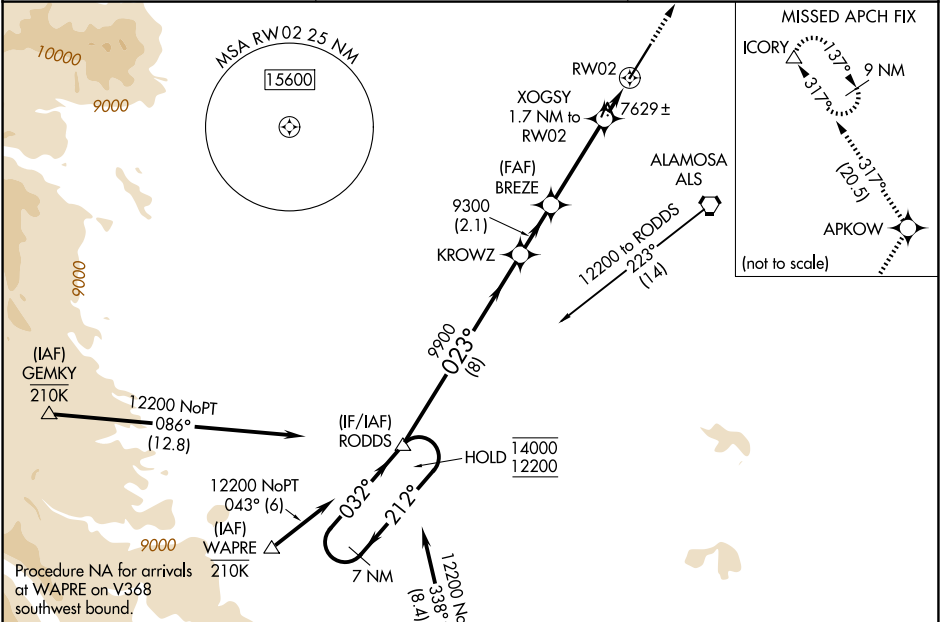 10000
9000
MSA RW02 25 NM
15600
RW02
XOGSY
1.7 NM to
RW02
7629 ±
(FAF)
BREZE
9300
(2.1)
KROWZ
ALAMOSA
ALS
12200 to RODDS
223°
(14)
MISSED APCH FIX
ICORY
137°
9 NM
317°
317°
(20.5)
APKOW
(not to scale)
9000
(IAF)
GEMKY
210K
12200 NoPT
086°
(12.8)
9900
023°
(8)
(IF/IAF)
RODDS
HOLD
14000
12200
032°
212°
7 NM
12200 NoPT
043° (6)
(IAF)
WAPRE
210K
9000
Procedure NA for arrivals
at WAPRE on V368
southwest bound.
12200
338°
(8.4)